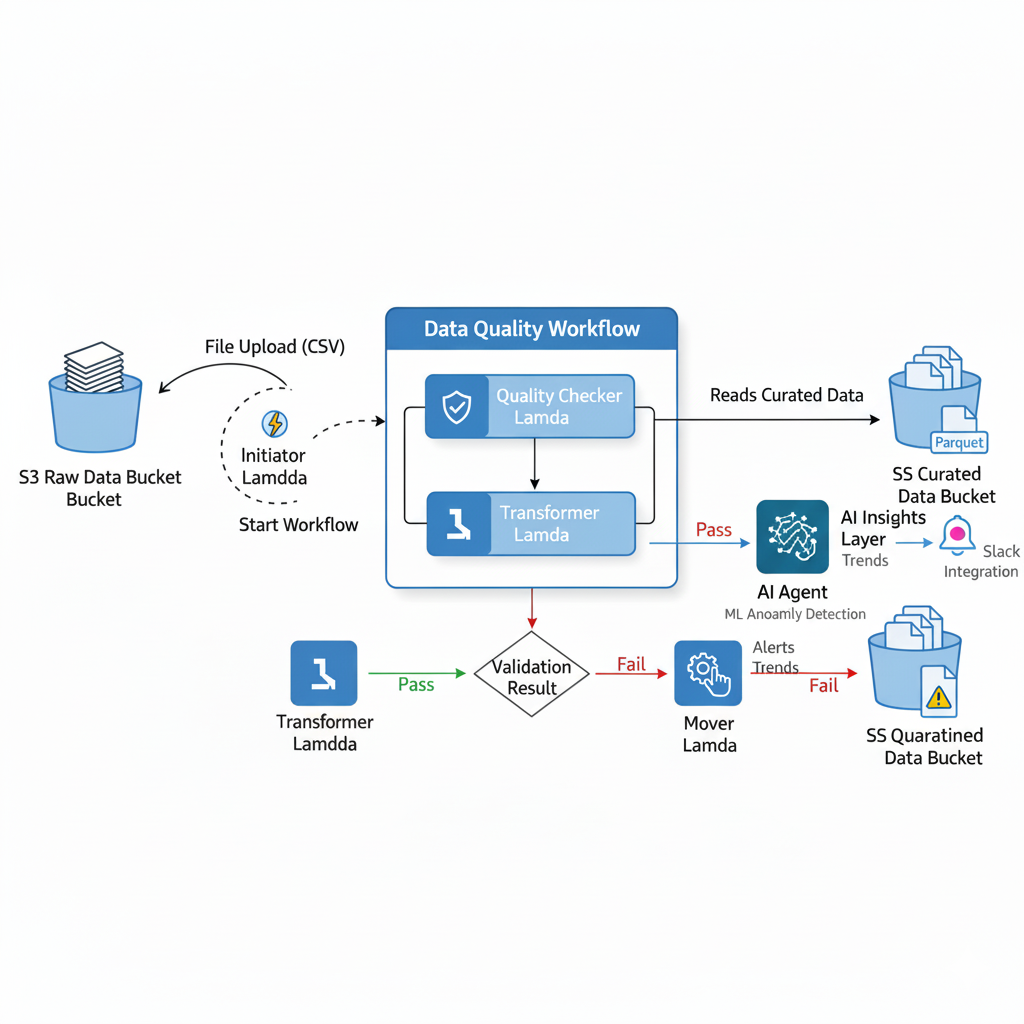 File Upload (CSV)
S3 Raw Data Bucket
Bucket
Initiator
Lamdda
Start Workflow
Data Quality Workflow
Quality Checker
Lamda
Transformer
Lamda
Reads Curated Data
Parquet
SS Curated
Data Bucket
Pass
AI Insights
Layer
Trends
Slack
Integration
AI Agent
ML Anoamly Detection
Transformer
Lamdda
Pass
Validation
Result
Fail
Mover
Lamda
Alerts
Trends
Fail
SS Quaratined
Data Bucket